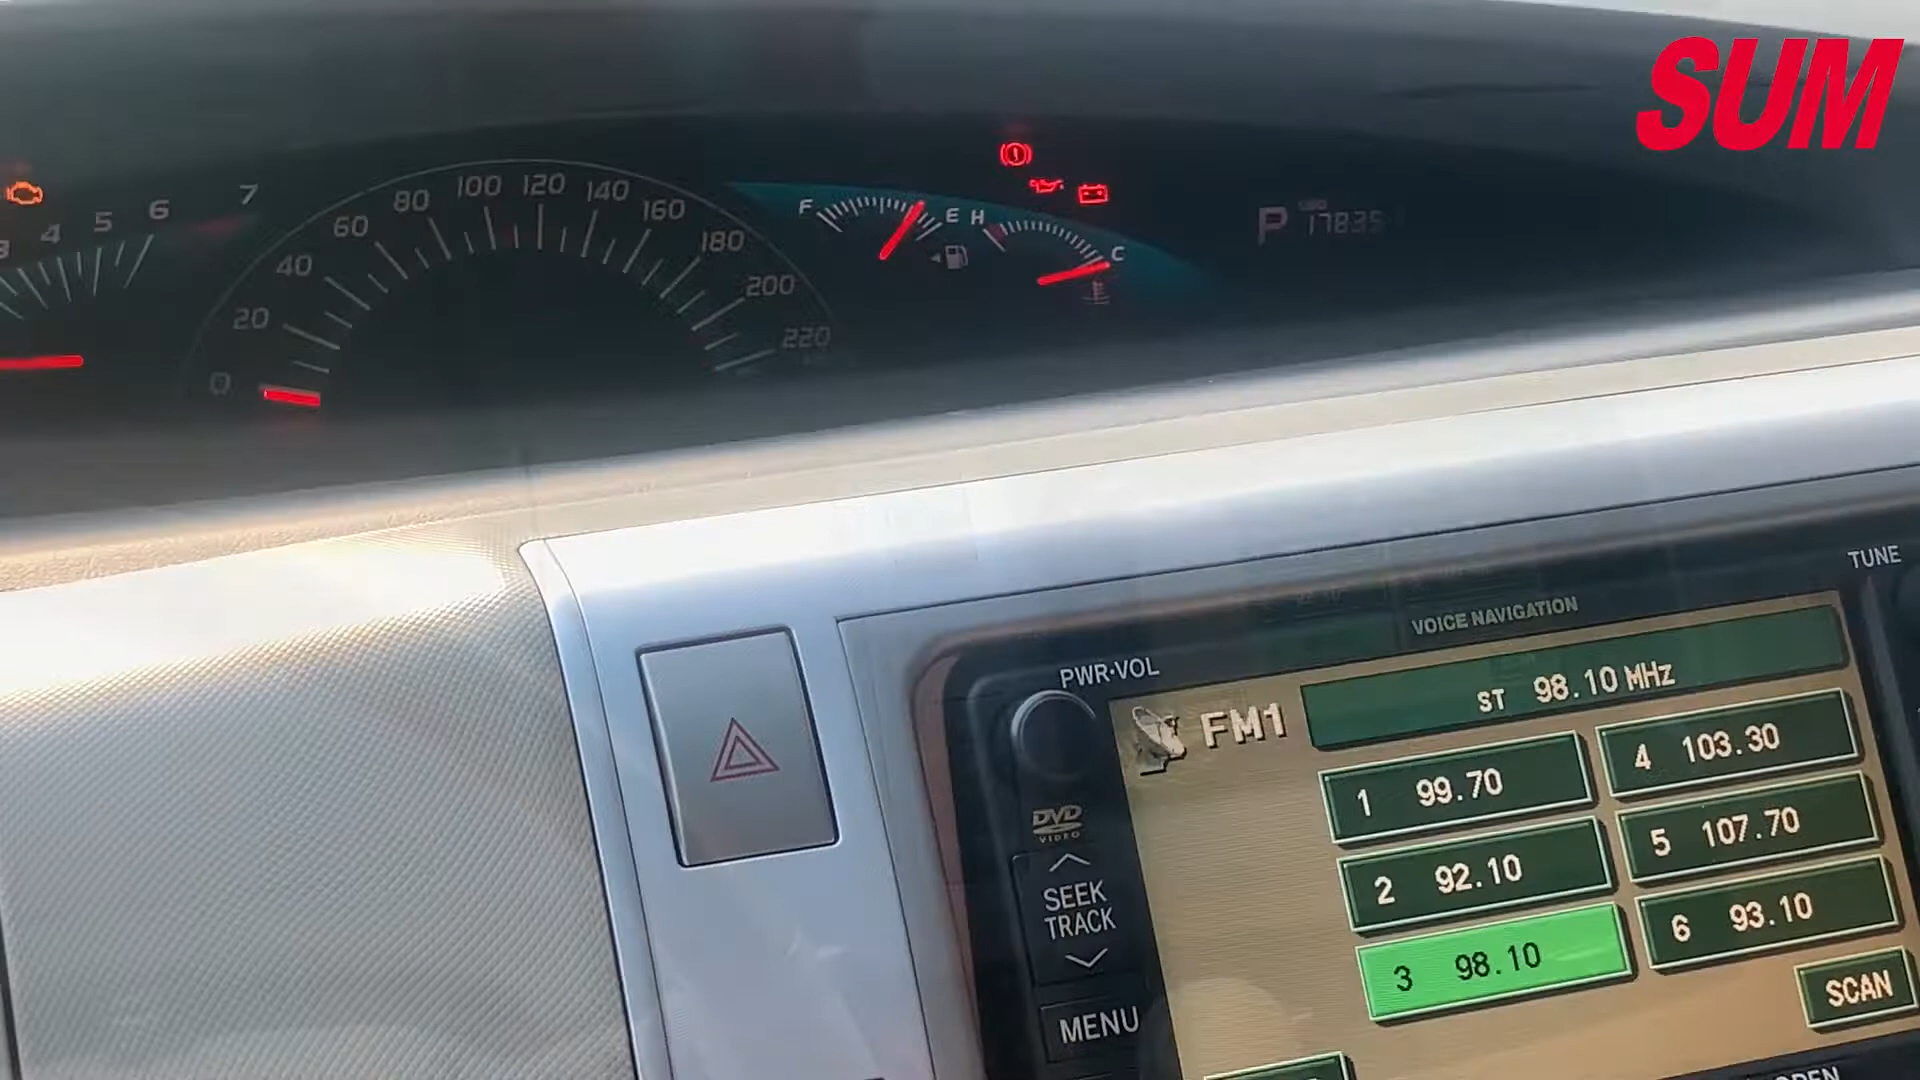 SUM
3 4 5 6 7
0 20 40 60 80 100 120 140 160 180 200 220
F E H C
P
TUNE
VOICE NAVIGATION
PWR·VOL
FM1
ST 98.10 MHz
1 99.70
4 103.30
2 92.10
5 107.70
3 98.10
6 93.10
SCAN
DVD
VIDEO
SEEK
TRACK
MENU
OPEN